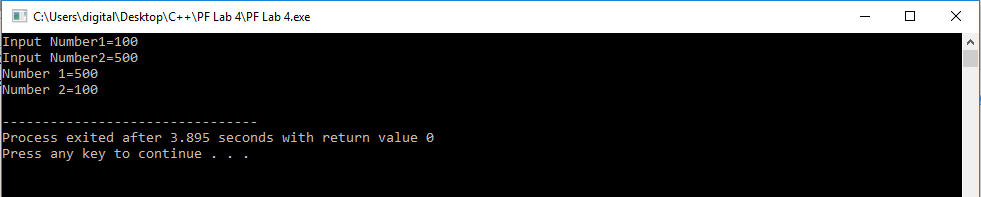 C:\Users\digital\Desktop\C++\PF Lab 4\PF Lab 4.exe
Input Number1=100
Input Number2=500
Number 1=500
Number 2=100
--------------------------------
Process exited after 3.895 seconds with return value 0
Press any key to continue . . .